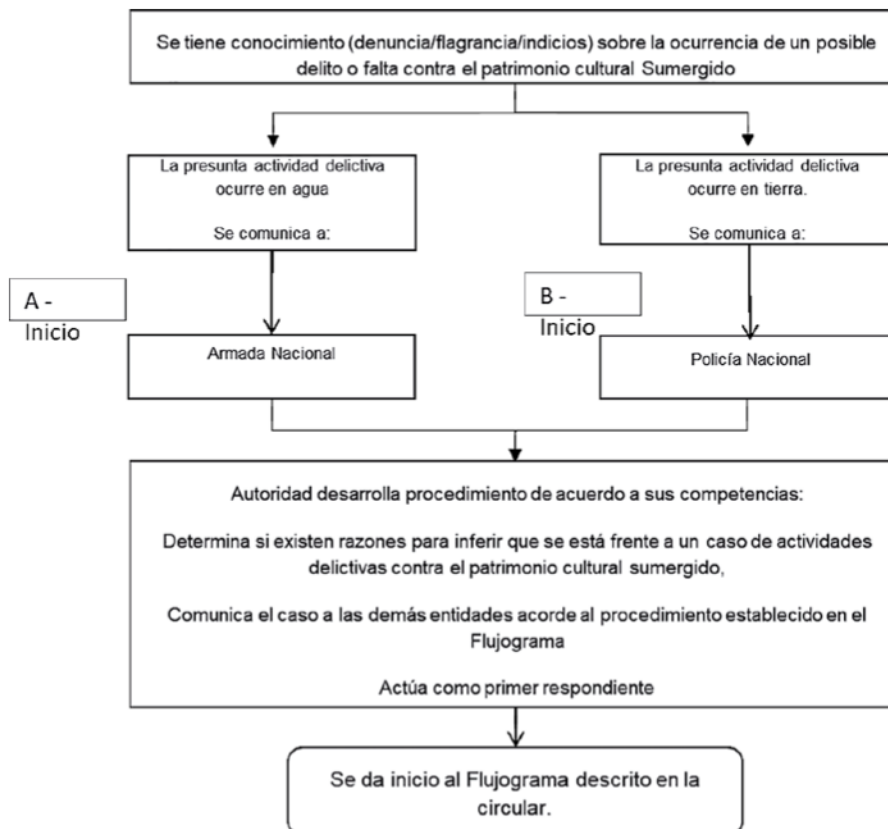 Se tiene conocimiento (denuncia/flagrancia/indicios) sobre la ocurrencia de un posible
delito o falta contra el patrimonio cultural Sumergido
La presunta actividad delictiva
ocurre en agua
Se comunica a:
La presunta actividad delictiva
ocurre en tierra.
Se comunica a:
A -
Inicio
B -
Inicio
Armada Nacional
Policía Nacional
Autoridad desarrolla procedimiento de acuerdo a sus competencias:
Determina si existen razones para inferir que se está frente a un caso de actividades
delictivas contra el patrimonio cultural sumergido,
Comunica el caso a las demás entidades acorde al procedimiento establecido en el
Flujograma
Actúa como primer respondiente
Se da inicio al Flujograma descrito en la
circular.